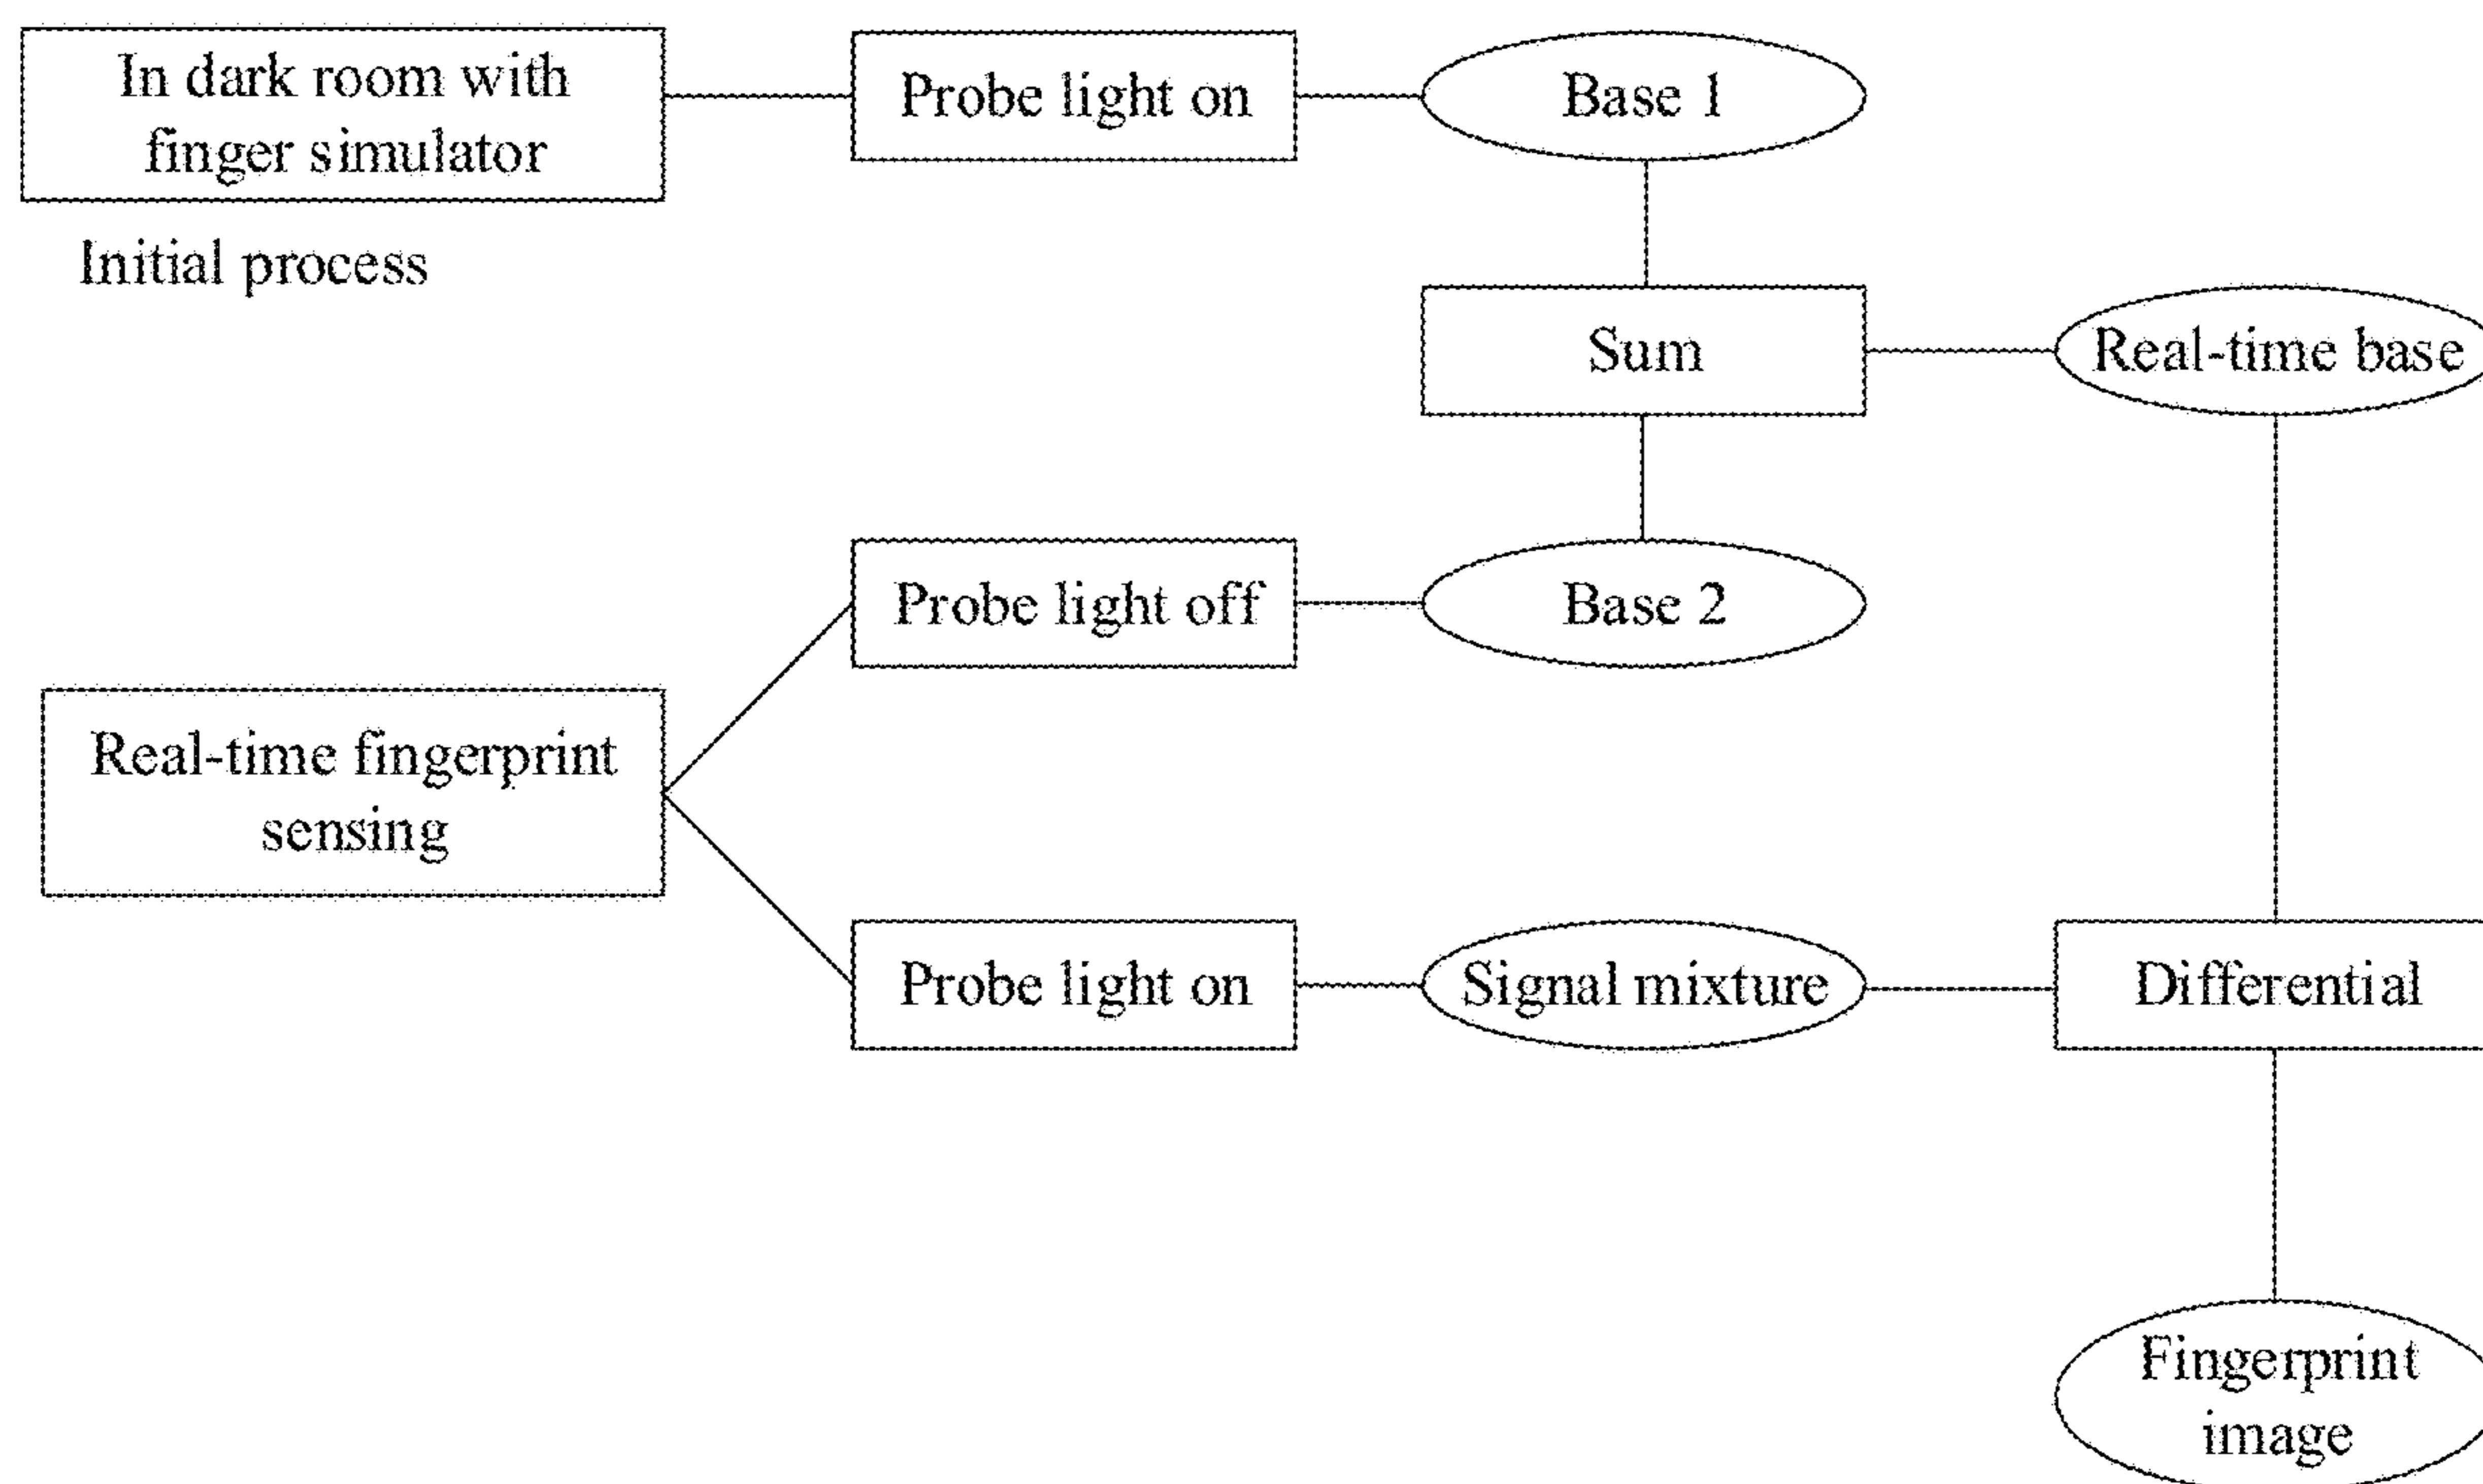 In dark room with
finger simulator
Probe light on
Base 1
Initial process
Sum
Real-time base
Probe light off
Base 2
Real-time fingerprint
sensing
Probe light on
Signal mixture
Differential
Fingerprint
image